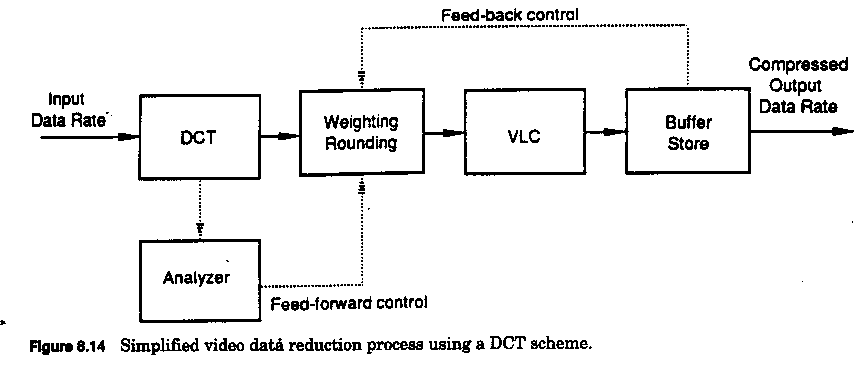 Feed-back control
Compressed
Output
Data Rate
Input
Data Rate
DCT
Weighting
Rounding
VLC
Buffer
Store
Analyzer
Feed-forward control
Figure 8.14 Simplified video data reduction process using a DCT scheme.